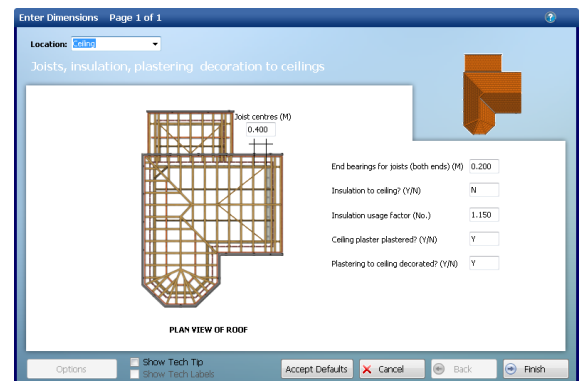 Enter Dimensions Page 1 of 1
Location: Ceiling
Joists, insulation, plastering decoration to ceilings
Joist centres (M)
0.400
End bearings for joists (both ends) (M) 0.200
Insulation to ceiling? (Y/N) N
Insulation usage factor (No.) 1.150
Ceiling plaster plastered? (Y/N) Y
Plastering to ceiling decorated? (Y/N) Y
PLAN VIEW OF ROOF
Options
Show Tech Tip
Show Tech Labels
Accept Defaults
Cancel
Back
Finish